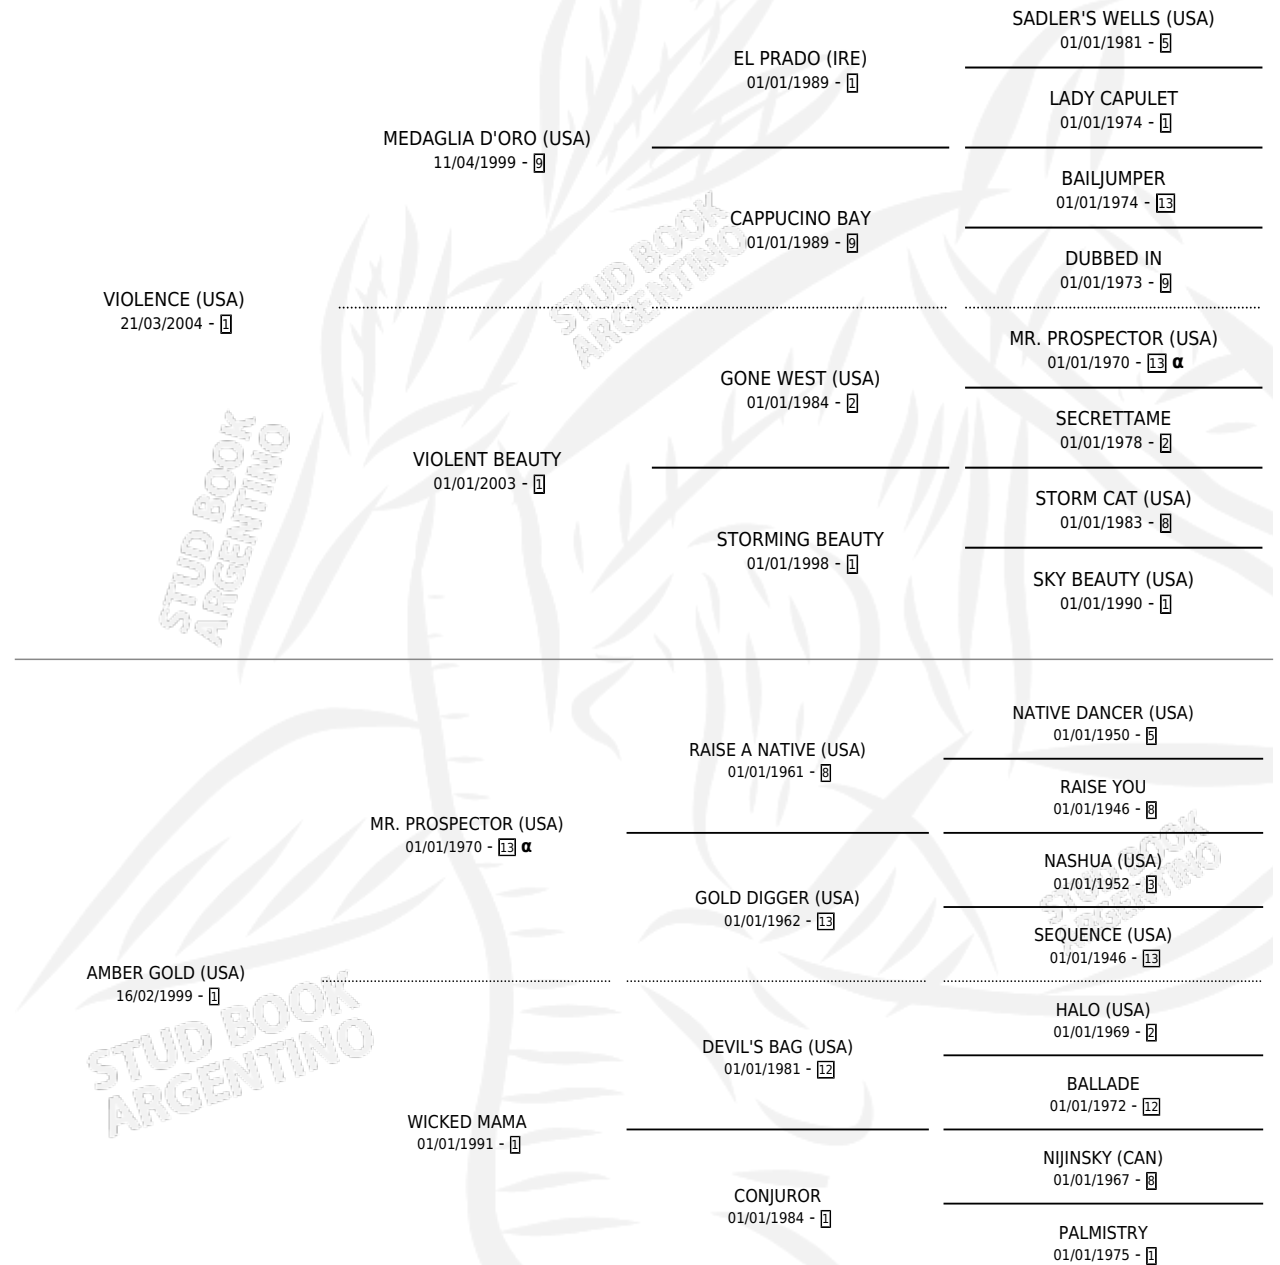 SADLER'S WELLS (USA)
01/01/1981 - 5
EL PRADO (IRE)
01/01/1989 - 1
LADY CAPULET
01/01/1974 - 1
MEDAGLIA D'ORO (USA)
11/04/1999 - 9
BAILJUMPER
01/01/1974 - 13
CAPPUCINO BAY
01/01/1989 - 9
DUBBED IN
01/01/1973 - 9
VIOLENCE (USA)
21/03/2004 - 1
MR. PROSPECTOR (USA)
01/01/1970 - 13 α
GONE WEST (USA)
01/01/1984 - 2
SECRETTAME
01/01/1978 - 2
VIOLENT BEAUTY
01/01/2003 - 1
STORM CAT (USA)
01/01/1983 - 8
STORMING BEAUTY
01/01/1998 - 1
SKY BEAUTY (USA)
01/01/1990 - 1
NATIVE DANCER (USA)
01/01/1950 - 5
RAISE A NATIVE (USA)
01/01/1961 - 8
RAISE YOU
01/01/1946 - 8
MR. PROSPECTOR (USA)
01/01/1970 - 13 α
NASHUA (USA)
01/01/1952 - 3
GOLD DIGGER (USA)
01/01/1962 - 13
SEQUENCE (USA)
01/01/1946 - 13
AMBER GOLD (USA)
16/02/1999 - 1
HALO (USA)
01/01/1969 - 2
DEVIL'S BAG (USA)
01/01/1981 - 12
BALLADE
01/01/1972 - 12
WICKED MAMA
01/01/1991 - 1
NIJINSKY (CAN)
01/01/1967 - 8
CONJUROR
01/01/1984 - 1
PALMISTRY
01/01/1975 - 1
STUD BOOK
ARGENTINO
STUD BOOK
ARGENTINO
STUD BOOK
ARGENTINO
STUD BOOK
ARGENTINO